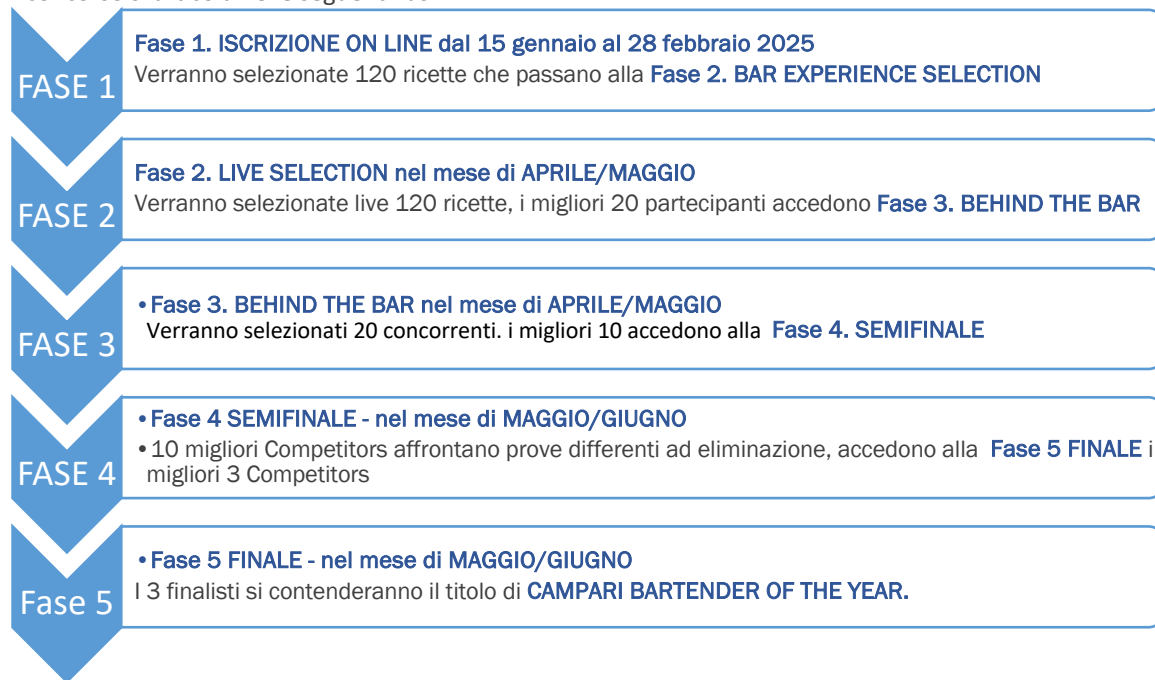 FASE 1
Fase 1. ISCRIZIONE ON LINE dal 15 gennaio al 28 febbraio 2025
Verranno selezionate 120 ricette che passano alla Fase 2. BAR EXPERIENCE SELECTION
FASE 2
Fase 2. LIVE SELECTION nel mese di APRILE/MAGGIO
Verranno selezionate live 120 ricette, i migliori 20 partecipanti accedono Fase 3. BEHIND THE BAR
FASE 3
•Fase 3. BEHIND THE BAR nel mese di APRILE/MAGGIO
Verranno selezionati 20 concorrenti. i migliori 10 accedono alla Fase 4. SEMIFINALE
FASE 4
•Fase 4 SEMIFINALE - nel mese di MAGGIO/GIUGNO
•10 migliori Competitors affrontano prove differenti ad eliminazione, accedono alla Fase 5 FINALE i
migliori 3 Competitors
Fase 5
•Fase 5 FINALE - nel mese di MAGGIO/GIUGNO
I 3 finalisti si contenderanno il titolo di CAMPARI BARTENDER OF THE YEAR.